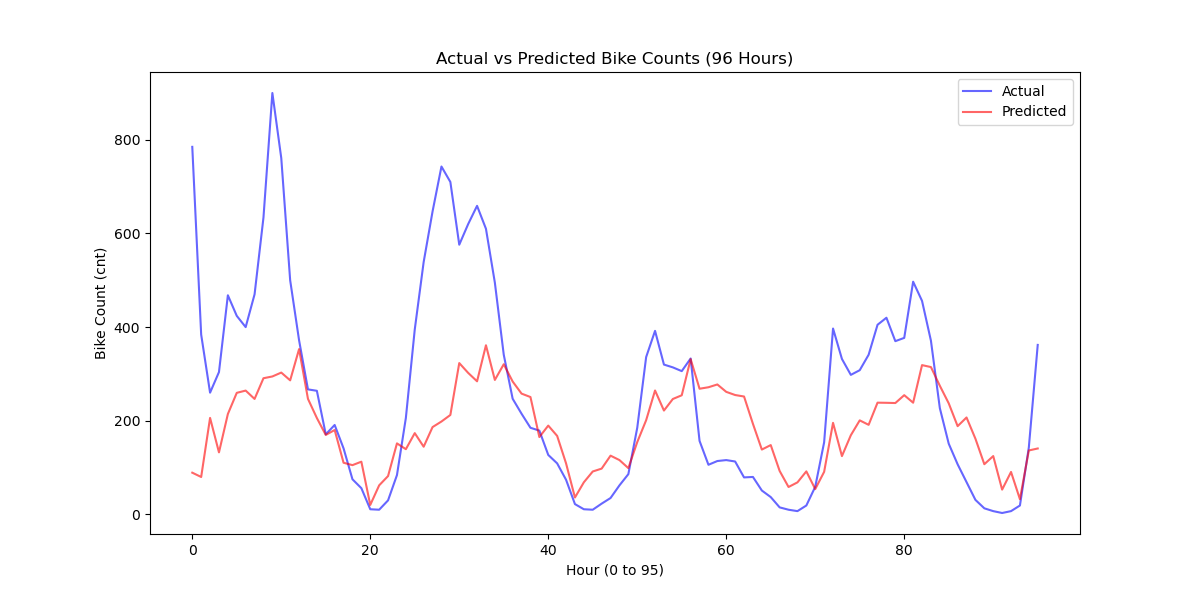 Actual vs Predicted Bike Counts (96 Hours)
Actual
Predicted
800
600
400
200
0
Bike Count (cnt)
0 20 40 60 80
Hour (0 to 95)